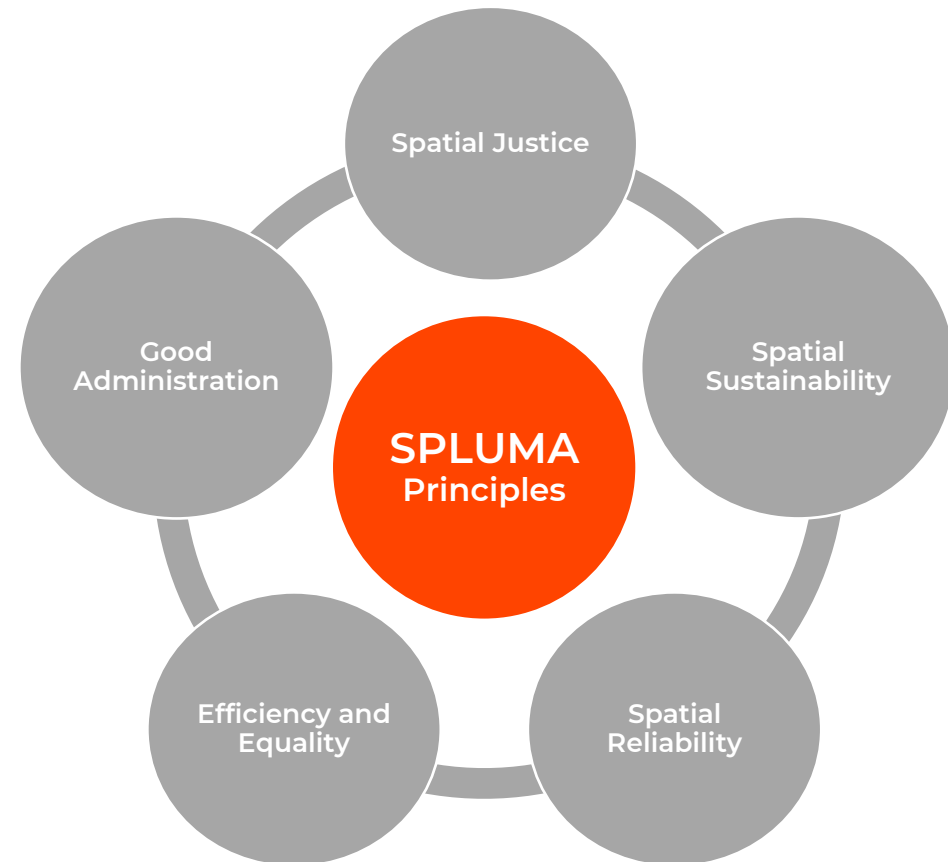 Spatial Justice
Spatial
Sustainability
Spatial
Reliability
Efficiency and
Equality
Good
Administration
SPLUMA
Principles